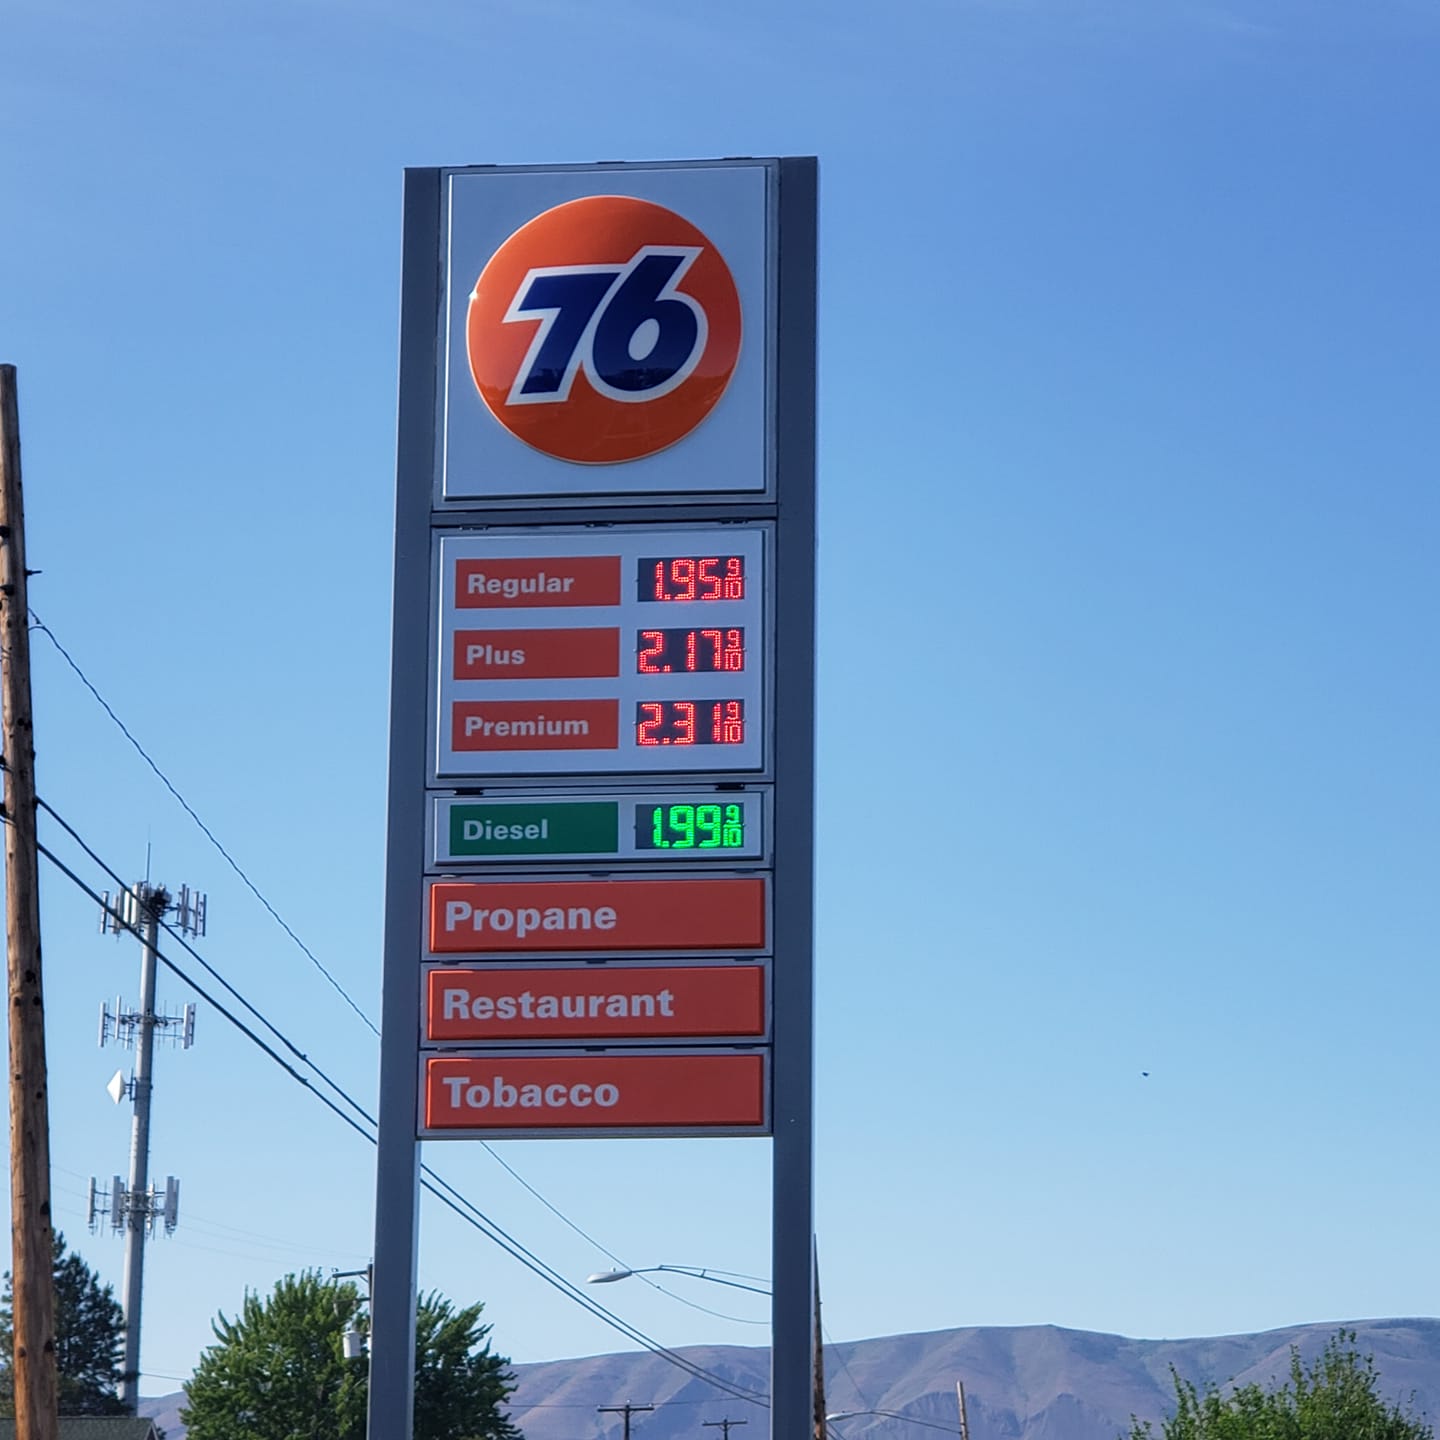 76
Regular 1.95 9/10
Plus 2.17 9/10
Premium 2.31 9/10
Diesel 1.99 9/10
Propane
Restaurant
Tobacco